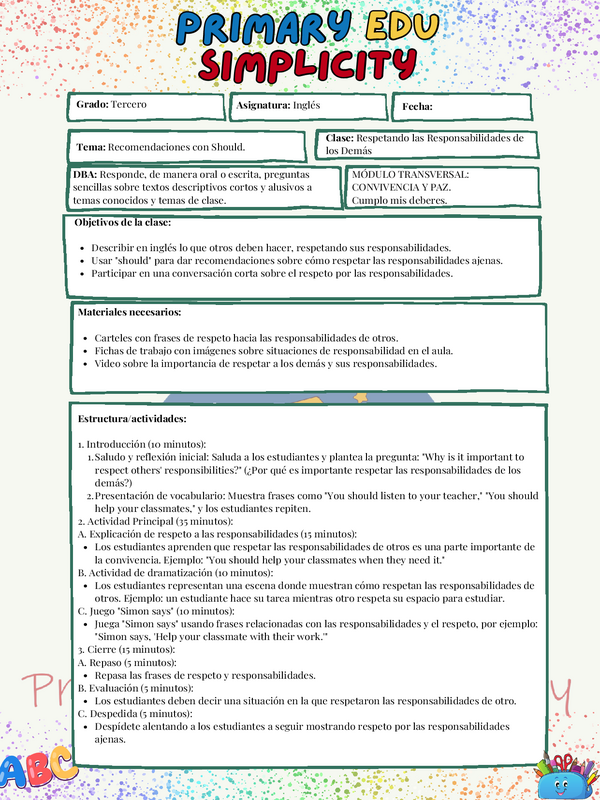 PRIMARY EDU
SIMPLICITY
Grado: Tercero
Asignatura: Inglés
Fecha:
Tema: Recomendaciones con Should.
Clase: Respetando las Responsabilidades de
los Demás
DBA: Responde, de manera oral o escrita, preguntas
sencillas sobre textos descriptivos cortos y alusivos a
temas conocidos y temas de clase.
MÓDULO TRANSVERSAL:
CONVIVENCIA Y PAZ.
Cumplo mis deberes.
Objetivos de la clase:
• Describir en inglés lo que otros deben hacer, respetando sus responsabilidades.
• Usar "should" para dar recomendaciones sobre cómo respetar las responsabilidades ajenas.
• Participar en una conversación corta sobre el respeto por las responsabilidades.
Materiales necesarios:
• Carteles con frases de respeto hacia las responsabilidades de otros.
• Fichas de trabajo con imágenes sobre situaciones de responsabilidad en el aula.
• Video sobre la importancia de respetar a los demás y sus responsabilidades.
Estructura/actividades:
1. Introducción (10 minutos):
1. Saludo y reflexión inicial: Saluda a los estudiantes y plantea la pregunta: "Why is it important to
respect others' responsibilities?" (¿Por qué es importante respetar las responsabilidades de los
demás?)
2. Presentación de vocabulario: Muestra frases como "You should listen to your teacher," "You should
help your classmates," y los estudiantes repiten.
2. Actividad Principal (35 minutos):
A. Explicación de respeto a las responsabilidades (15 minutos):
• Los estudiantes aprenden que respetar las responsabilidades de otros es una parte importante de
la convivencia. Ejemplo: "You should help your classmates when they need it."
B. Actividad de dramatización (10 minutos):
• Los estudiantes representan una escena donde muestran cómo respetan las responsabilidades de
otros. Ejemplo: un estudiante hace su tarea mientras otro respeta su espacio para estudiar.
C. Juego "Simon says" (10 minutos):
• Juega "Simon says" usando frases relacionadas con las responsabilidades y el respeto, por ejemplo:
"Simon says, 'Help your classmate with their work.'"
3. Cierre (15 minutos):
A. Repaso (5 minutos):
• Repasa las frases de respeto y responsabilidades.
B. Evaluación (5 minutos):
• Los estudiantes deben decir una situación en la que respetaron las responsabilidades de otro.
C. Despedida (5 minutos):
• Despídete alentando a los estudiantes a seguir mostrando respeto por las responsabilidades
ajenas.
ABC